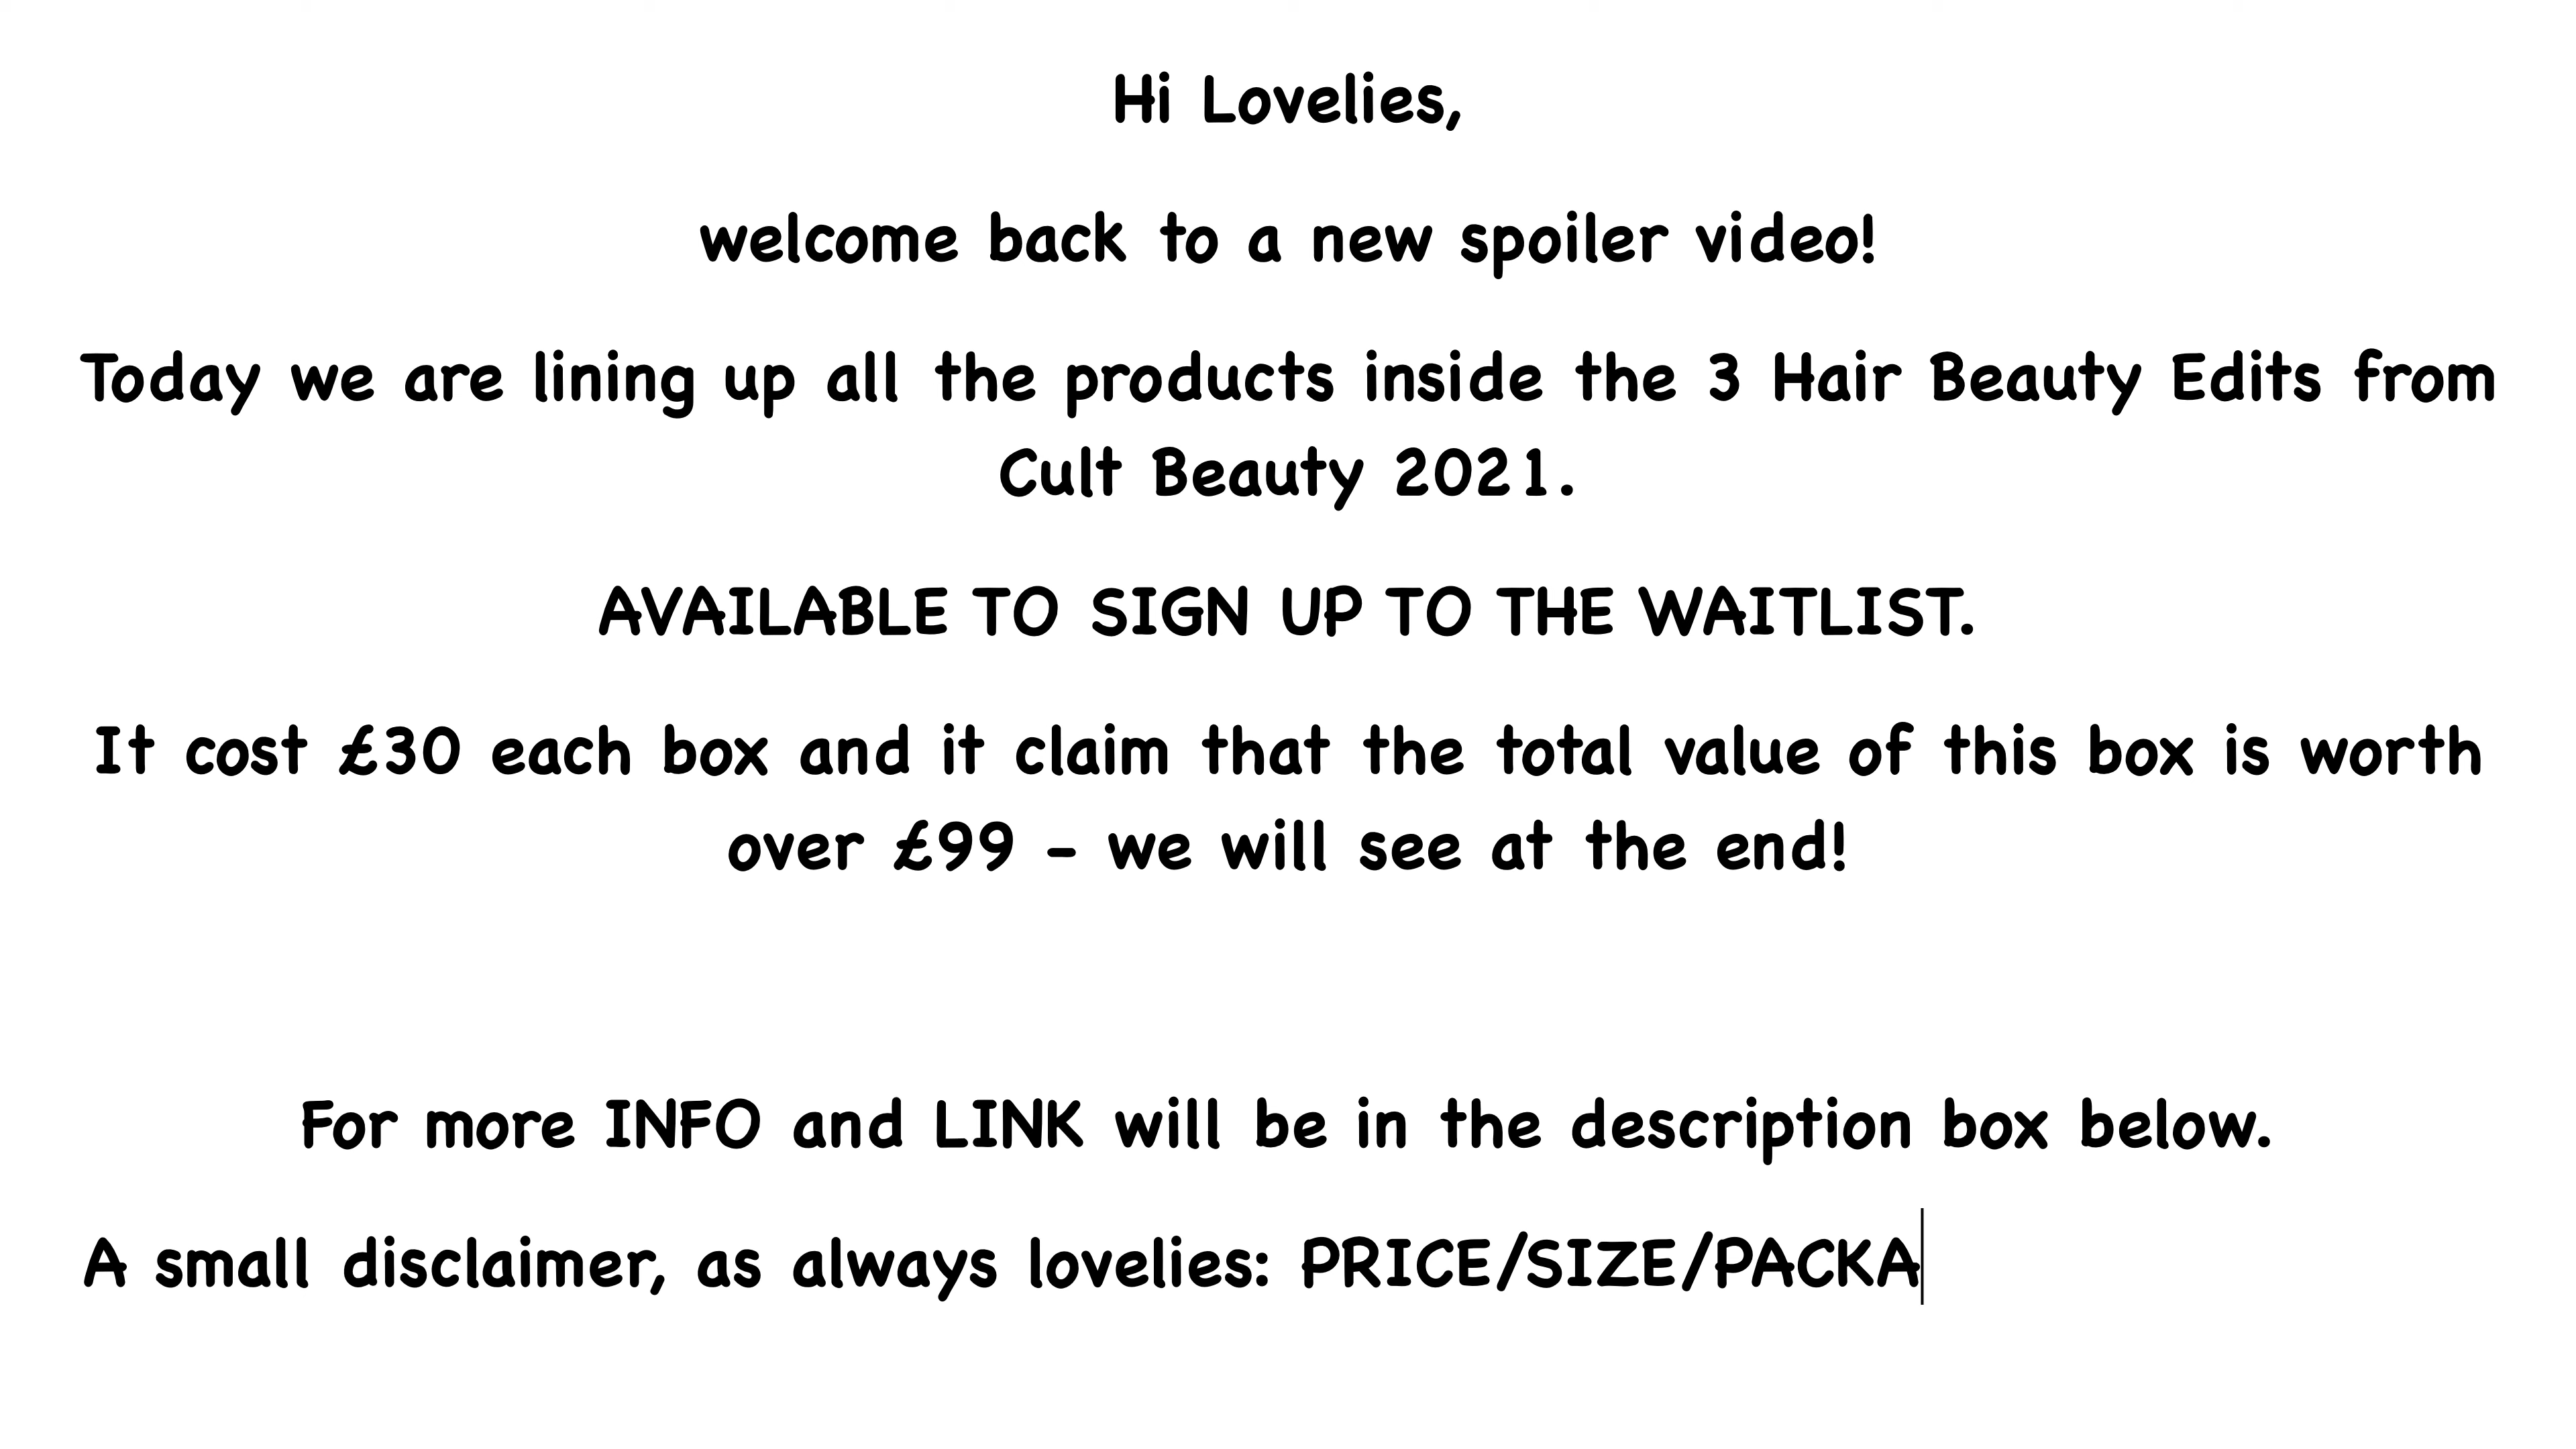 Hi Lovelies,
welcome back to a new spoiler video!
Today we are lining up all the products inside the 3 Hair Beauty Edits from
Cult Beauty 2021.
AVAILABLE TO SIGN UP TO THE WAITLIST.
It cost £30 each box and it claim that the total value of this box is worth
over £99 - we will see at the end!
For more INFO and LINK will be in the description box below.
A small disclaimer, as always lovelies: PRICE/SIZE/PACKA